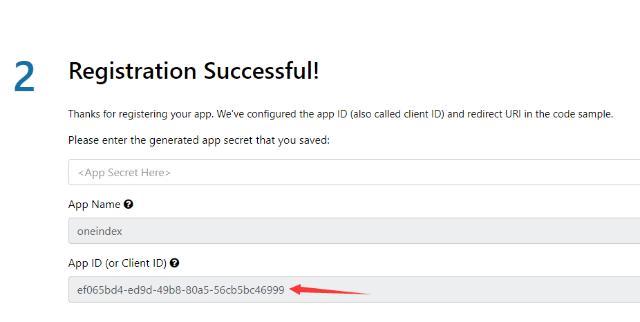 2
Registration Successful!
Thanks for registering your app. We've configured the app ID (also called client ID) and redirect URI in the code sample.
Please enter the generated app secret that you saved:
<App Secret Here>
App Name ?
oneindex
App ID (or Client ID) ?
ef065bd4-ed9d-49b8-80a5-56cb5bc46999